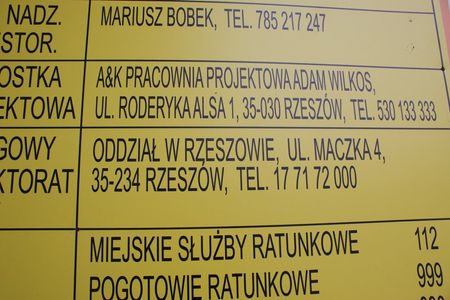 NADZ. MARIUSZ BOBEK, TEL. 785 217 247
STOR.
OSTKA A&K PRACOWNIA PROJEKTOWA ADAM WILKOS,
EKTOWA UL. RODERYKA ALSA 1, 35-030 RZESZÓW, TEL. 530 133 333
GOWY ODDZIAŁ W RZESZOWIE, UL. MACZKA 4,
KTORAT 35-234 RZESZÓW, TEL. 17 71 72 000
MIEJSKIE SŁUŻBY RATUNKOWE 112
POGOTOWIE RATUNKOWE 999